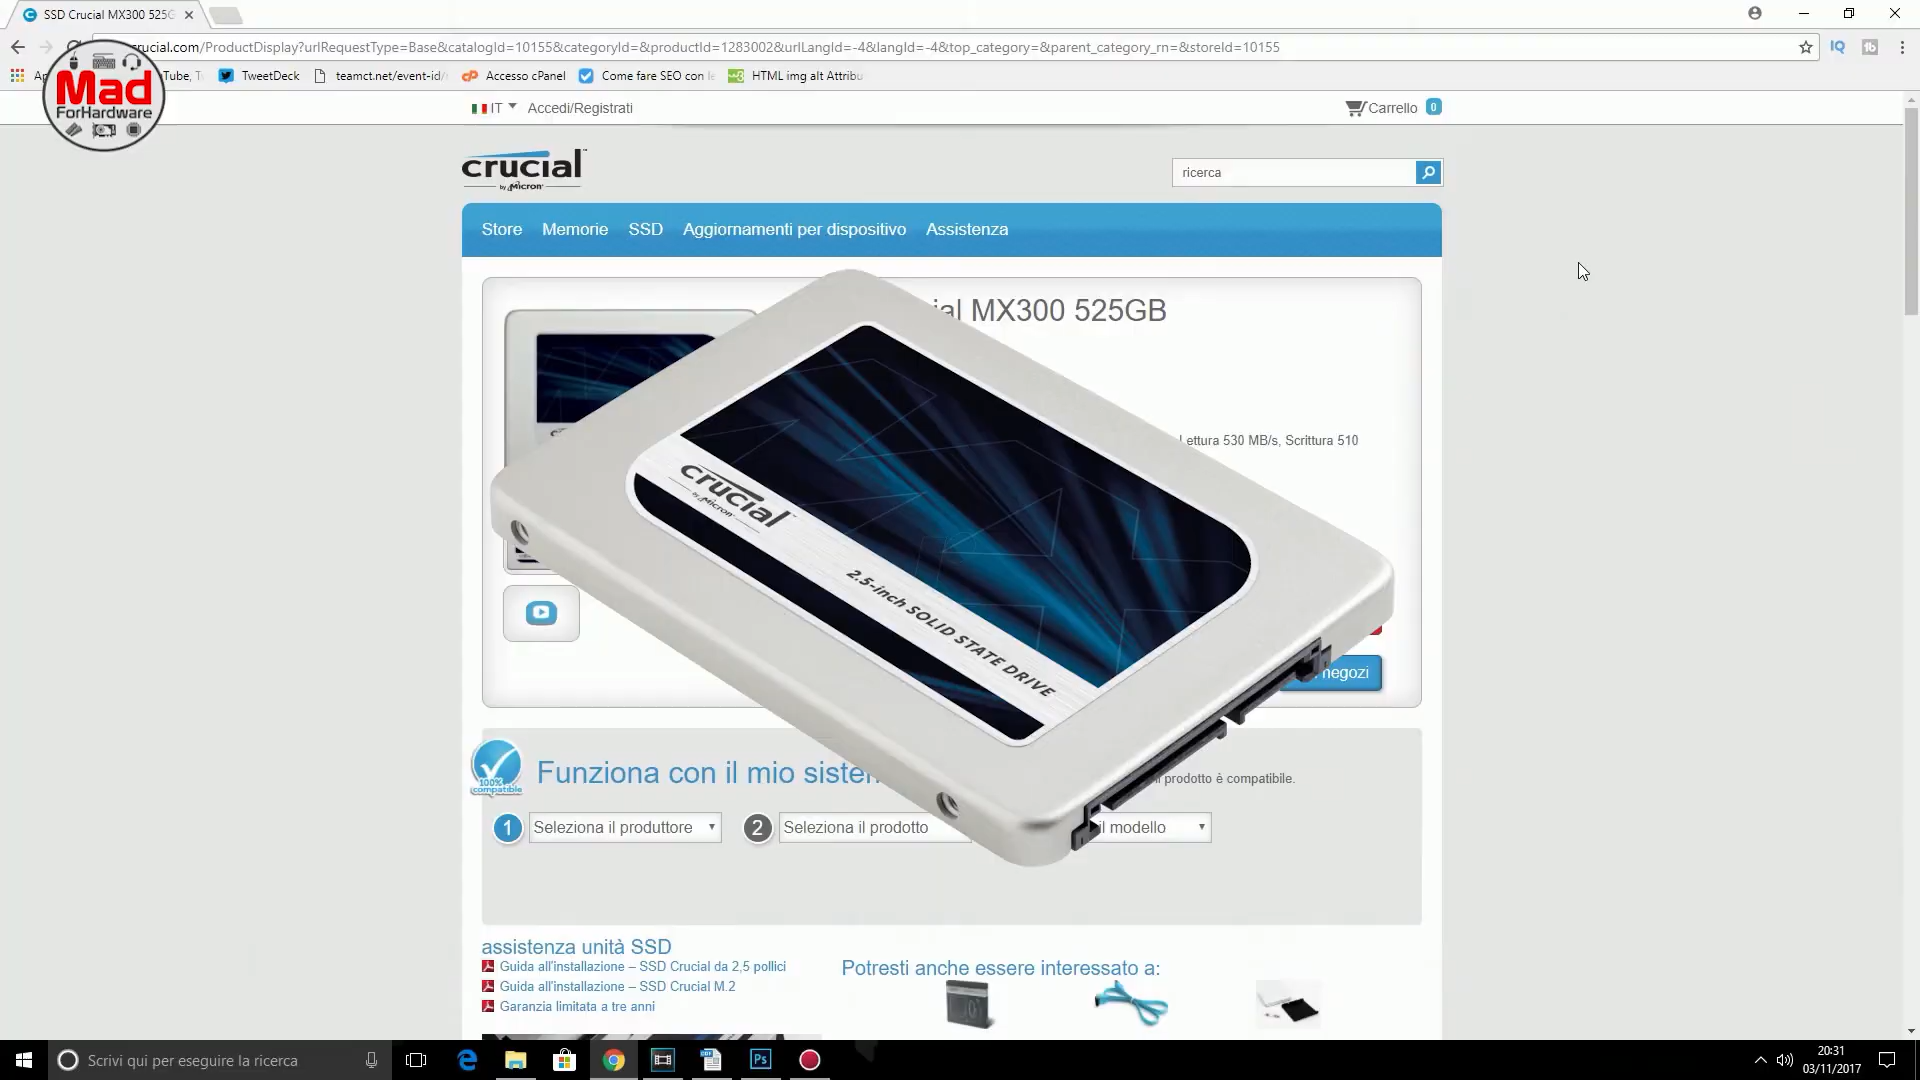 SSD Crucial MX300 525G
crucial.com/ProductDisplay?urlRequestType=Base&catalogId=10155&categoryId=&productId=1283002&urlLangId=-4&langId=-4&top_category=&parent_category_rn=&storeId=10155
Tube, T
TweetDeck
teamct.net/event-id/
Accesso cPanel
Come fare SEO con le
HTML img alt Attribu
Mad
ForHardware
IT
Accedi/Registrati
Carrello 0
crucial
by Micron
ricerca
Store Memorie SSD Aggiornamenti per dispositivo Assistenza
ial MX300 525GB
Lettura 530 MB/s, Scrittura 510
crucial
by Micron
2.5-inch SOLID STATE DRIVE
negozi
100% compatible
Funziona con il mio sistem
il prodotto è compatibile.
1 Seleziona il produttore
2 Seleziona il prodotto
il modello
assistenza unità SSD
Guida all'installazione – SSD Crucial da 2,5 pollici
Guida all'installazione – SSD Crucial M.2
Garanzia limitata a tre anni
Potresti anche essere interessato a:
Scrivi qui per eseguire la ricerca
Ps
20:31
03/11/2017